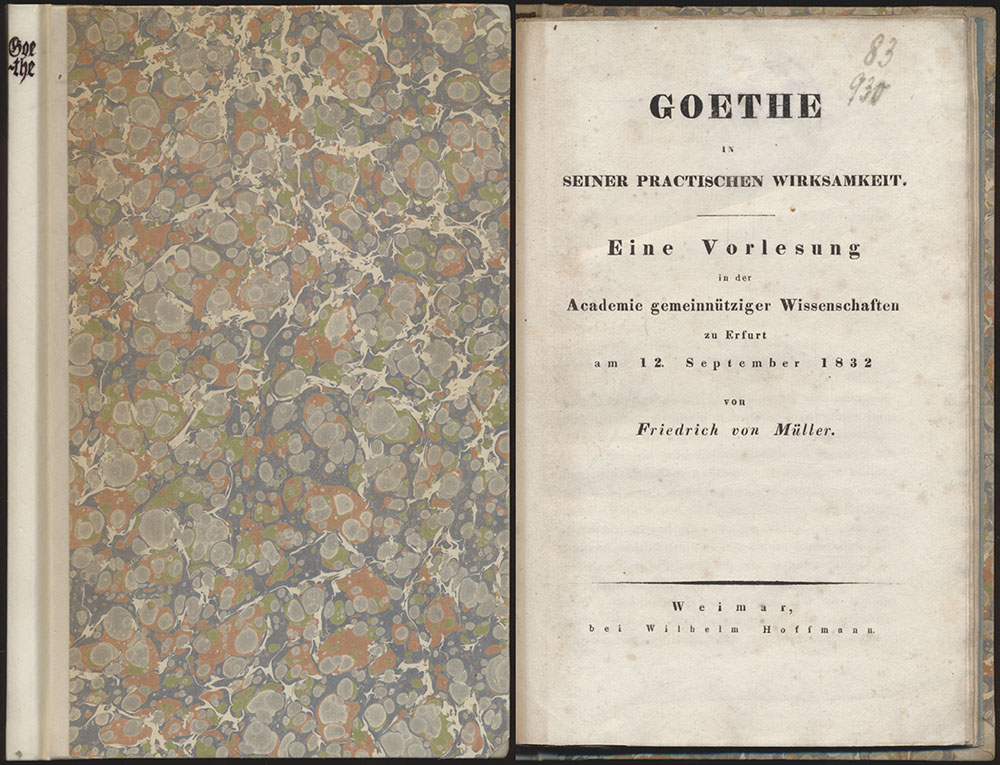 Goe
-the
83
930
GOETHE
IN
SEINER PRACTISCHEN WIRKSAMKEIT.
Eine Vorlesung
in der
Academie gemeinnütziger Wissenschaften
zu Erfurt
am 12. September 1832
von
Friedrich von Müller.
Weimar,
bei Wilhelm Hoffmann.